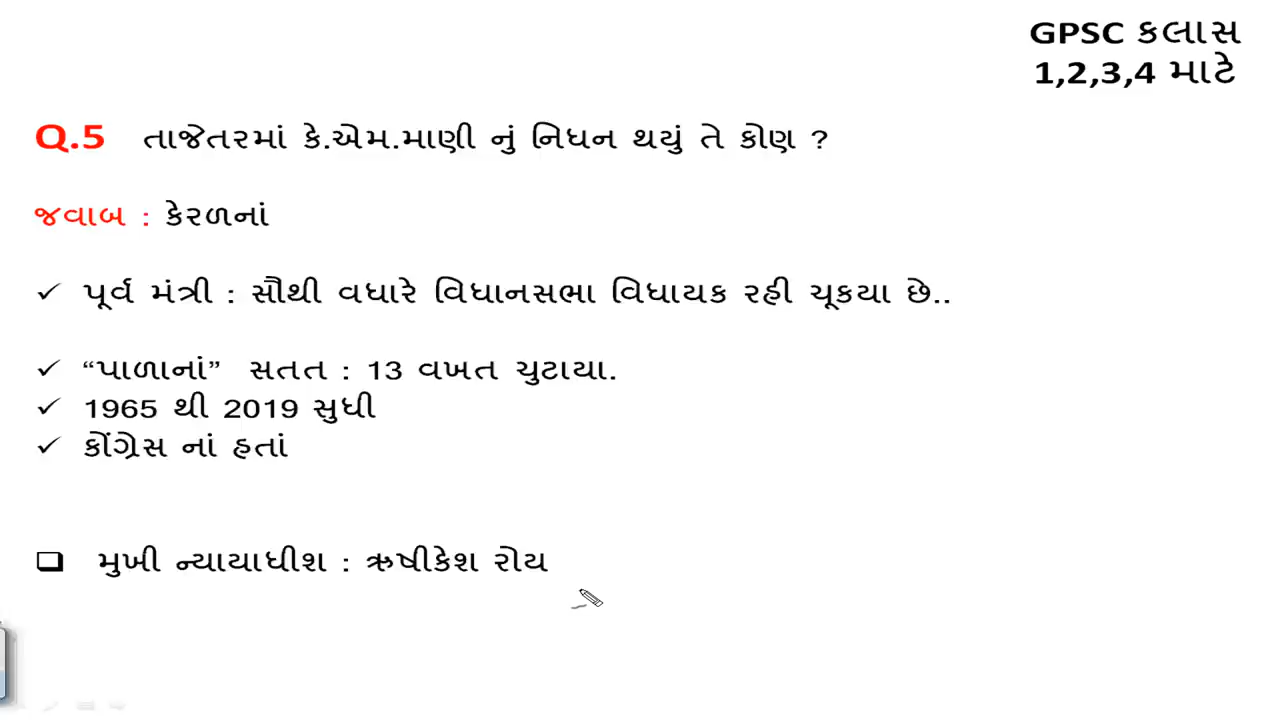 GPSC કલાસ
1,2,3,4 માટે
Q.5 તાજેતરમાં કે.એમ.માણી નું નિધન થયું તે કોણ ?
જવાબ : કેરળનાં
✓ પૂર્વ મંત્રી : સૌથી વધારે વિધાનસભા વિધાયક રહી ચૂકયા છે..
✓ “પાળાનાં” સતત : 13 વખત ચુટાયા.
✓ 1965 થી 2019 સુધી
✓ કોંગ્રેસ નાં હતાં
❑ મુખી ન્યાયાધીશ : ઋષીકેશ રોય